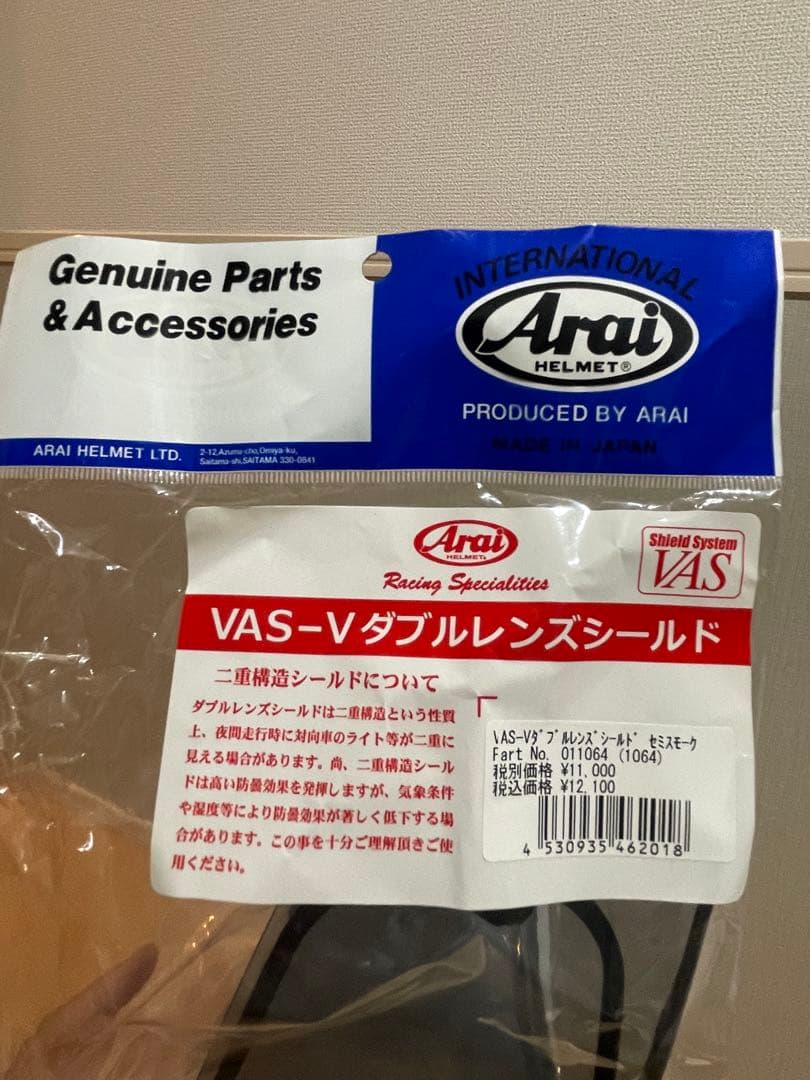 Genuine Parts
& Accessories
ARAI HELMET LTD.
2-12,Azuma-cho,Omiya-ku,
Saitama-shi,SAITAMA 330-0841
INTERNATIONAL
Arai
HELMET®
PRODUCED BY ARAI
MADE IN JAPAN
Arai
HELMET
Racing Specialities
Shield System
VAS
VAS-Vダブルレンズシールド
二重構造シールドについて
ダブルレンズシールドは二重構造という性質
上、夜間走行時に対向車のライト等が二重に
見える場合があります。尚、二重構造シール
ドは高い防曇効果を発揮しますが、気象条件
や湿度等により防曇効果が著しく低下する場
合があります。この事を十分ご理解頂きご使
用ください。
VAS-Vﾀﾞﾌﾞﾙﾚﾝｽﾞｼｰﾙﾄﾞ ｾﾐｽﾓｰｸ
Part No. 011064 (1064)
税別価格 ¥11,000
税込価格 ¥12,100
4 530935 462018